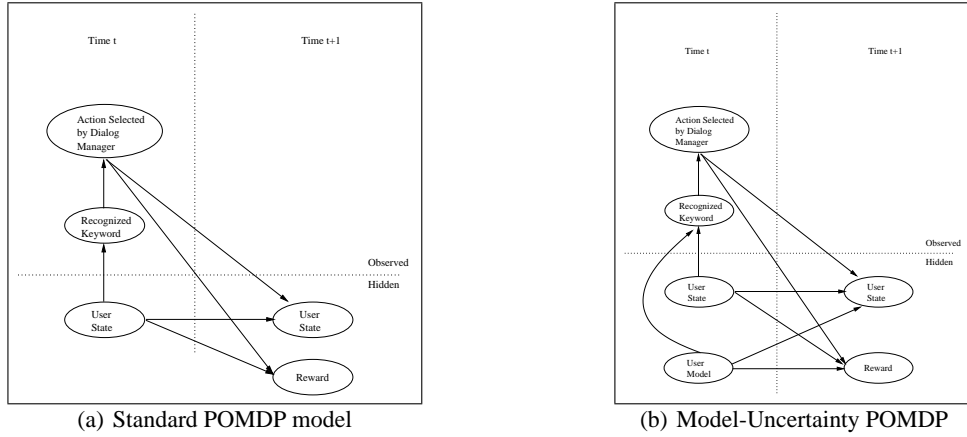 Time t
Time t+1
Action Selected
by Dialog
Manager
Recognized
Keyword
Observed
Hidden
User
State
User
State
Reward
(a) Standard POMDP model
Time t
Time t+1
Action Selected
by Dialog
Manager
Recognized
Keyword
Observed
Hidden
User
State
User
State
User
Model
Reward
(b) Model-Uncertainty POMDP